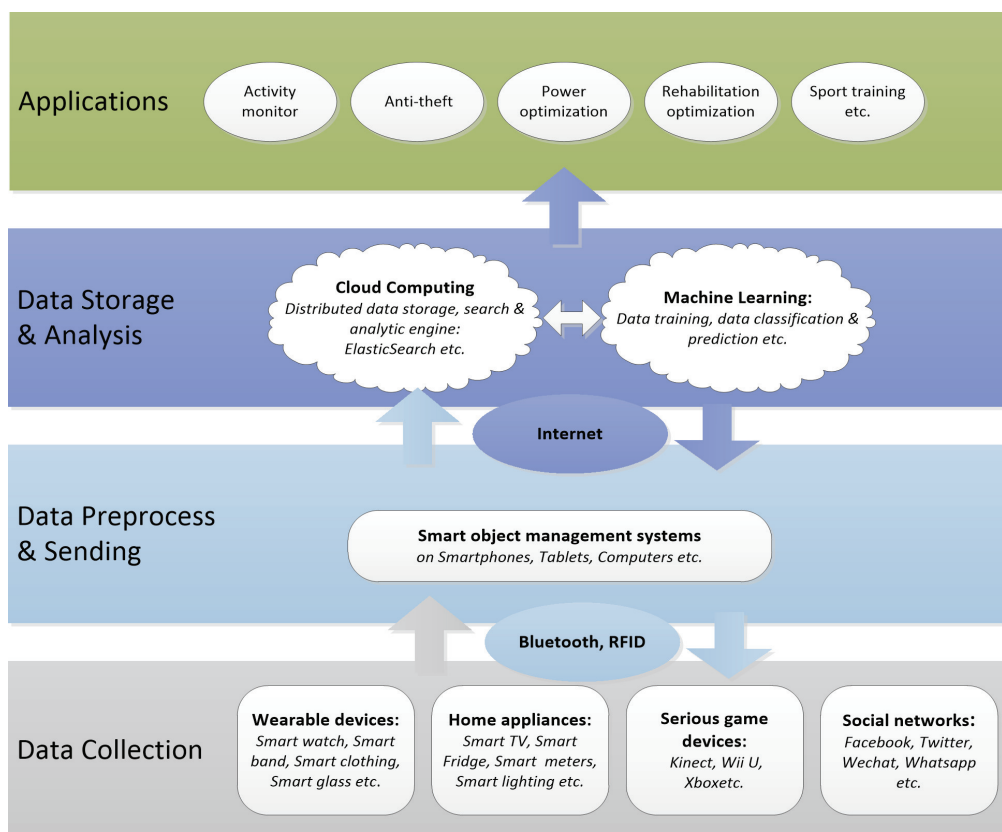 Applications
Activity
monitor
Anti-theft
Power
optimization
Rehabilitation
optimization
Sport training
etc.
Data Storage
& Analysis
Cloud Computing
Distributed data storage, search &
analytic engine:
ElasticSearch etc.
Machine Learning:
Data training, data classification &
prediction etc.
Internet
Data Preprocess
& Sending
Smart object management systems
on Smartphones, Tablets, Computers etc.
Bluetooth, RFID
Data Collection
Wearable devices:
Smart watch, Smart
band, Smart clothing,
Smart glass etc.
Home appliances:
Smart TV, Smart
Fridge, Smart meters,
Smart lighting etc.
Serious game
devices:
Kinect, Wii U,
Xboxetc.
Social networks:
Facebook, Twitter,
Wechat, Whatsapp
etc.